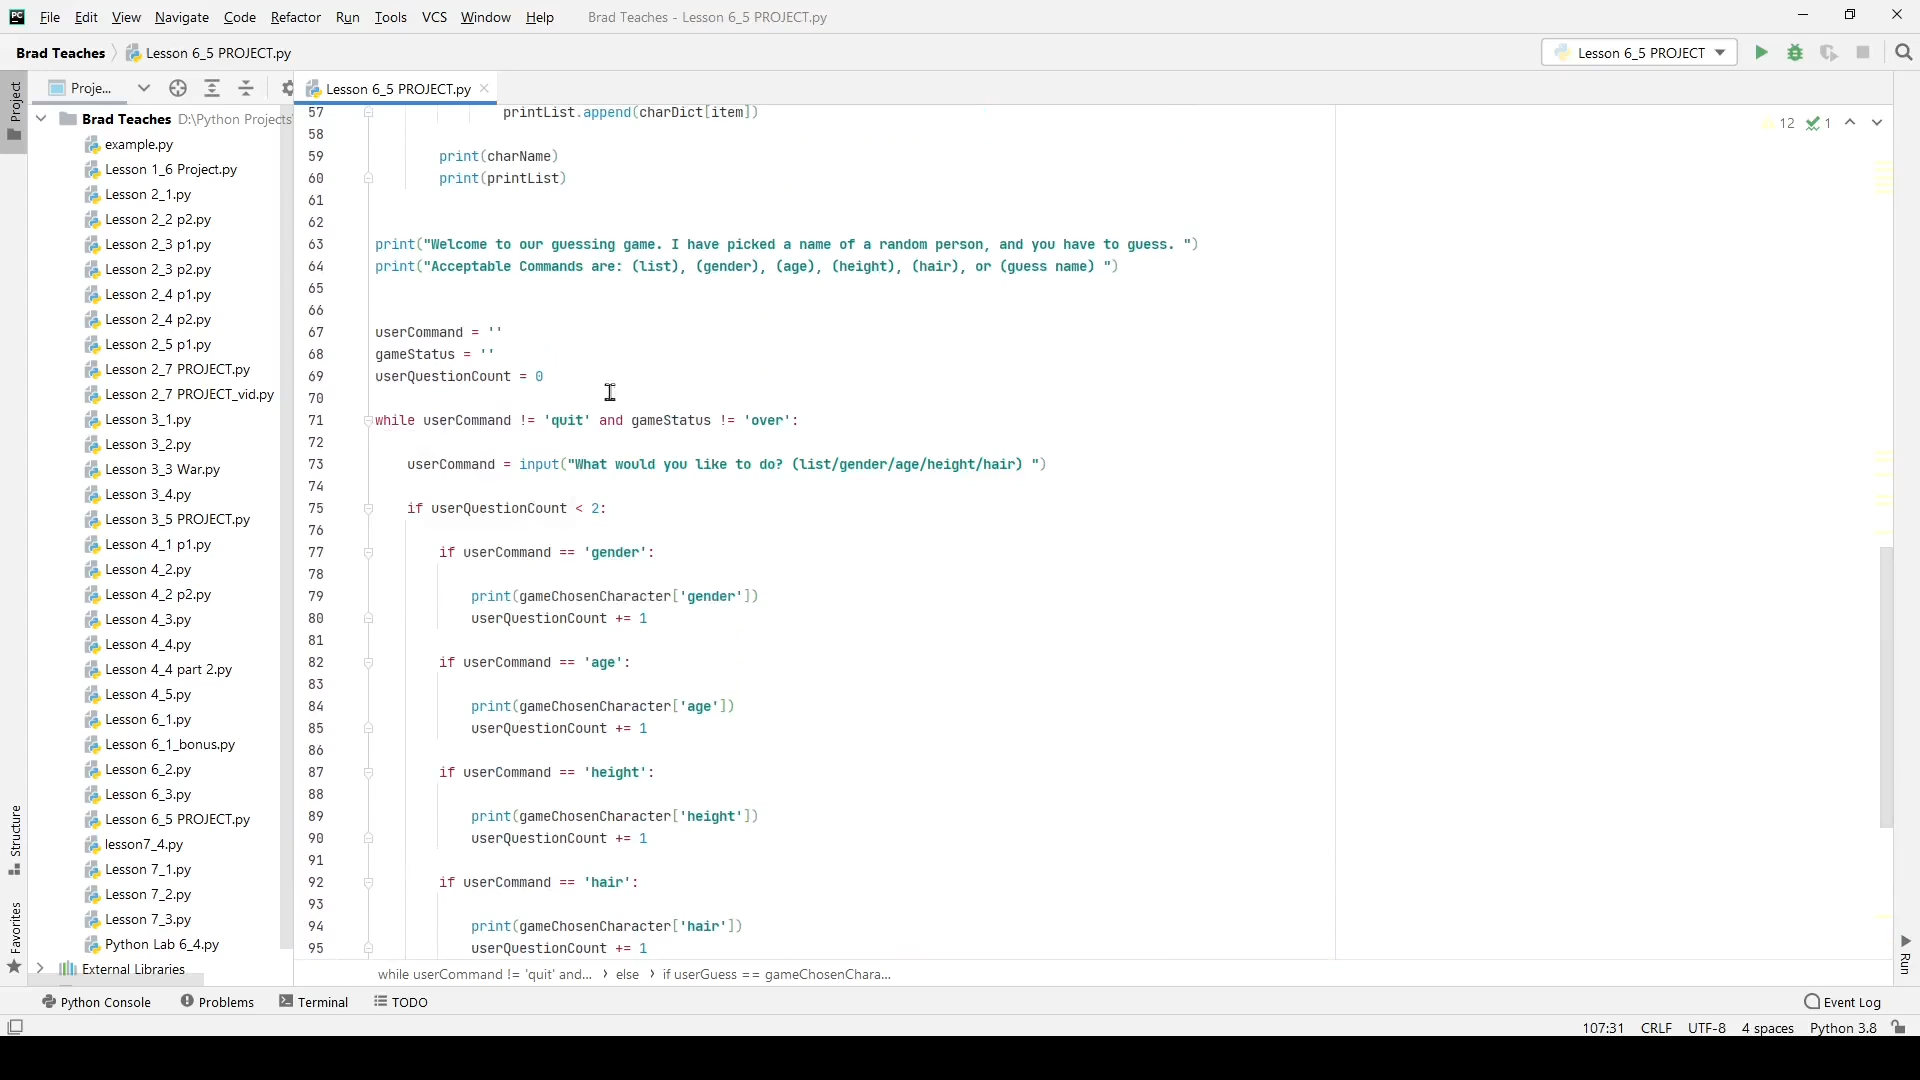 PC File Edit View Navigate Code Refactor Run Tools VCS Window Help Brad Teaches - Lesson 6_5 PROJECT.py
Brad Teaches Lesson 6_5 PROJECT.py Lesson 6_5 PROJECT
Project
Proje...
Lesson 6_5 PROJECT.py
Brad Teaches D:\Python Projects
example.py
Lesson 1_6 Project.py
Lesson 2_1.py
Lesson 2_2 p2.py
Lesson 2_3 p1.py
Lesson 2_3 p2.py
Lesson 2_4 p1.py
Lesson 2_4 p2.py
Lesson 2_5 p1.py
Lesson 2_7 PROJECT.py
Lesson 2_7 PROJECT_vid.py
Lesson 3_1.py
Lesson 3_2.py
Lesson 3_3 War.py
Lesson 3_4.py
Lesson 3_5 PROJECT.py
Lesson 4_1 p1.py
Lesson 4_2.py
Lesson 4_2 p2.py
Lesson 4_3.py
Lesson 4_4.py
Lesson 4_4 part 2.py
Lesson 4_5.py
Lesson 6_1.py
Lesson 6_1_bonus.py
Lesson 6_2.py
Lesson 6_3.py
Lesson 6_5 PROJECT.py
lesson7_4.py
Lesson 7_1.py
Lesson 7_2.py
Lesson 7_3.py
Python Lab 6_4.py
External Libraries
Structure
Favorites
12 1
57 printList.append(charDict[item])
58
59 print(charName)
60 print(printList)
61
62
63 print("Welcome to our guessing game. I have picked a name of a random person, and you have to guess. ")
64 print("Acceptable Commands are: (list), (gender), (age), (height), (hair), or (guess name) ")
65
66
67 userCommand = ''
68 gameStatus = ''
69 userQuestionCount = 0
70
71 while userCommand != 'quit' and gameStatus != 'over':
72
73 userCommand = input("What would you like to do? (list/gender/age/height/hair) ")
74
75 if userQuestionCount < 2:
76
77 if userCommand == 'gender':
78
79 print(gameChosenCharacter['gender'])
80 userQuestionCount += 1
81
82 if userCommand == 'age':
83
84 print(gameChosenCharacter['age'])
85 userQuestionCount += 1
86
87 if userCommand == 'height':
88
89 print(gameChosenCharacter['height'])
90 userQuestionCount += 1
91
92 if userCommand == 'hair':
93
94 print(gameChosenCharacter['hair'])
95 userQuestionCount += 1
while userCommand != 'quit' and... › else › if userGuess == gameChosenChara...
Run
Python Console Problems Terminal TODO Event Log
107:31 CRLF UTF-8 4 spaces Python 3.8